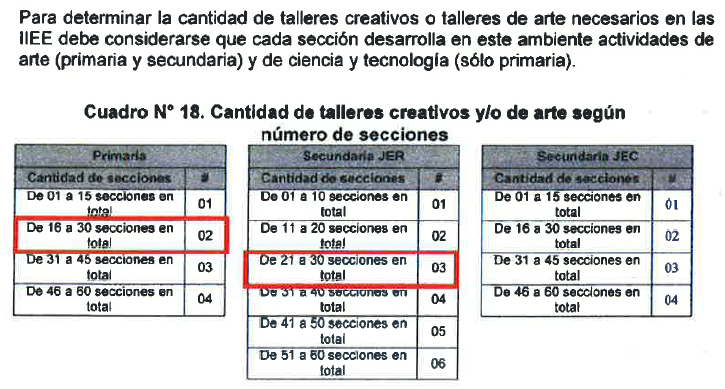 Para determinar la cantidad de talleres creativos o talleres de arte necesarios en las
IIEE debe considerarse que cada sección desarrolla en este ambiente actividades de
arte (primaria y secundaria) y de ciencia y tecnología (sólo primaria).
Cuadro N° 18. Cantidad de talleres creativos y/o de arte según
número de secciones
Primaria
Cantidad de secciones #
De 01 a 15 secciones en
total 01
De 16 a 30 secciones en
total 02
De 31 a 45 secciones en
total 03
De 46 a 60 secciones en
total 04
Secundaria JER
Cantidad de secciones #
De 01 a 10 secciones en
total 01
De 11 a 20 secciones en
total 02
De 21 a 30 secciones en
total 03
De 31 a 40 secciones en
total 04
De 41 a 50 secciones en
total 05
De 51 a 60 secciones en
total 06
Secundaria JEC
Cantidad de secciones #
De 01 a 15 secciones en
total 01
De 16 a 30 secciones en
total 02
De 31 a 45 secciones en
total 03
De 46 a 60 secciones en
total 04